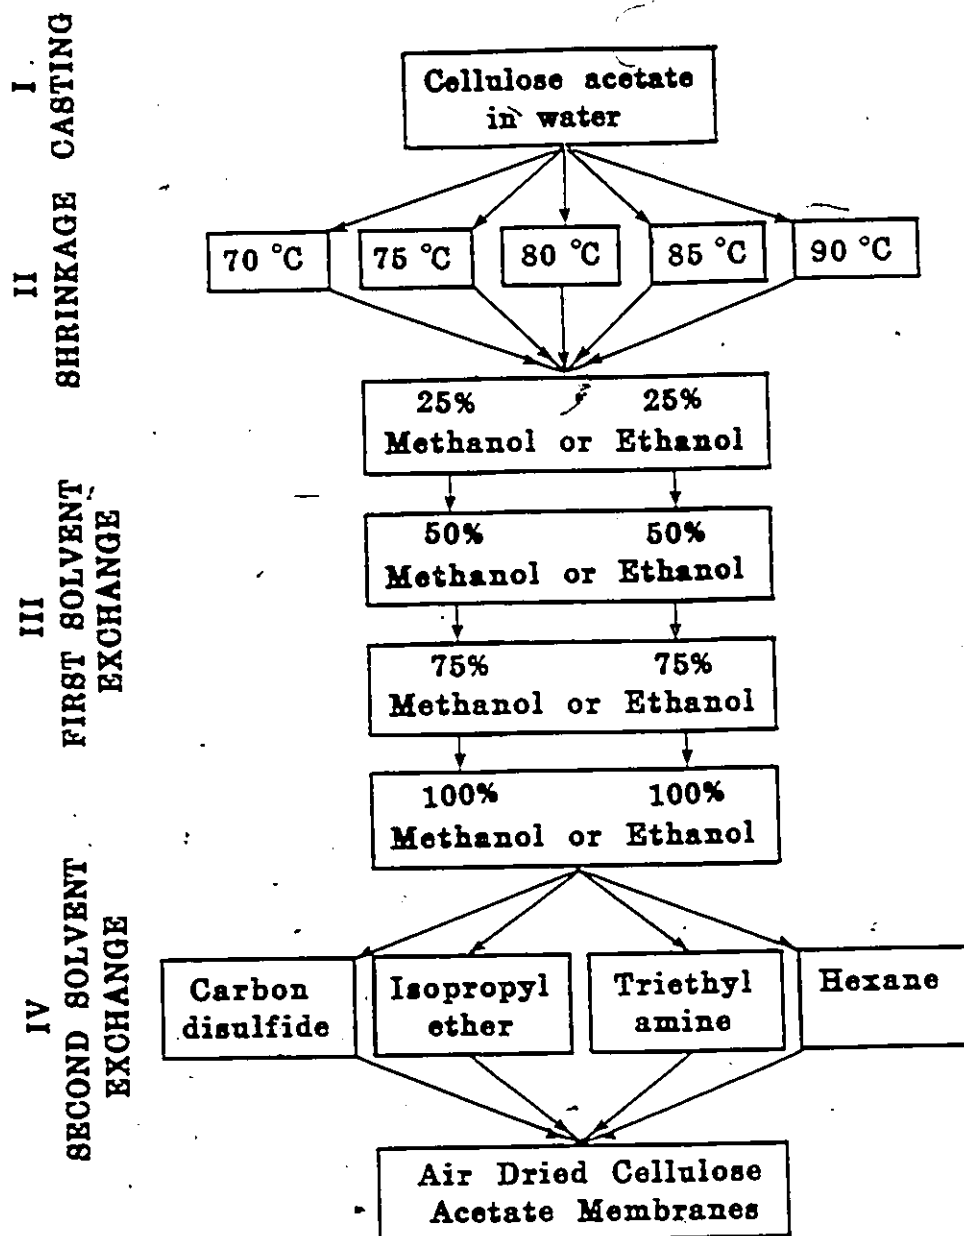 I
CASTING
Cellulose acetate
in water
II
SHRINKAGE
70 °C 75 °C 80 °C 85 °C 90 °C
III
FIRST SOLVENT
EXCHANGE
25% 25%
Methanol or Ethanol
50% 50%
Methanol or Ethanol
75% 75%
Methanol or Ethanol
100% 100%
Methanol or Ethanol
IV
SECOND SOLVENT
EXCHANGE
Carbon
disulfide
Isopropyl
ether
Triethyl
amine
Hexane
Air Dried Cellulose
Acetate Membranes